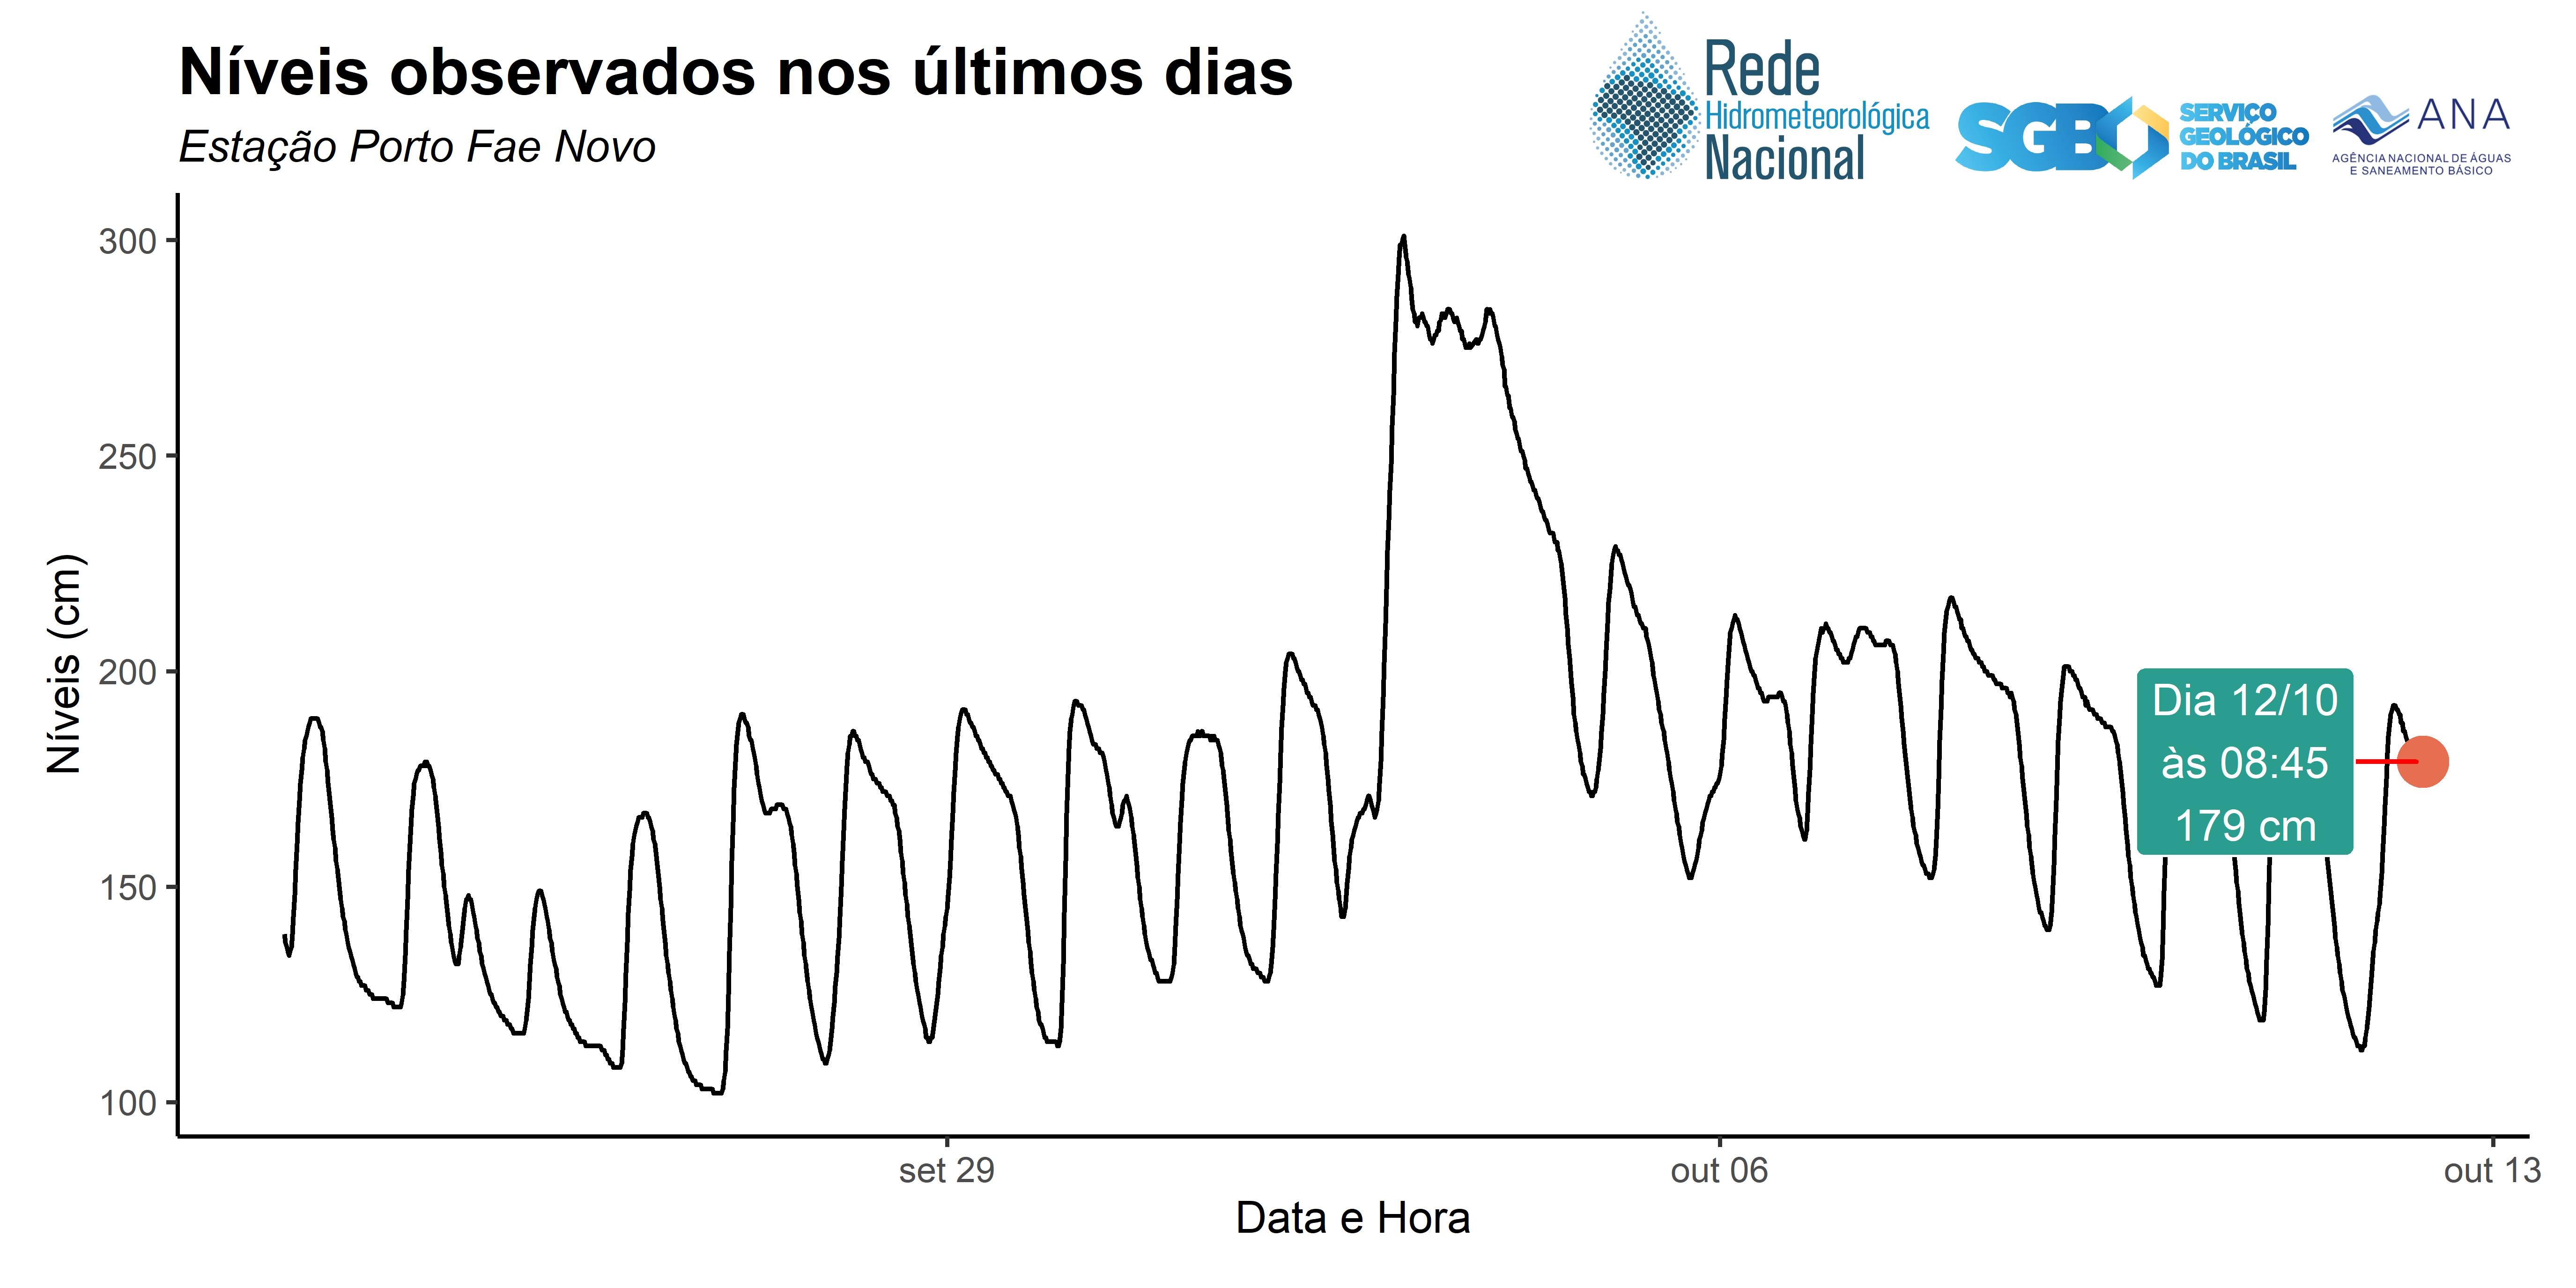 Níveis observados nos últimos dias
Estação Porto Fae Novo
Rede
Hidrometeorológica
Nacional
SGB
SERVIÇO
GEOLÓGICO
DO BRASIL
ANA
AGÊNCIA NACIONAL DE ÁGUAS
E SANEAMENTO BÁSICO
Níveis (cm)
300
250
200
150
100
Dia 12/10
às 08:45
179 cm
set 29
out 06
out 13
Data e Hora